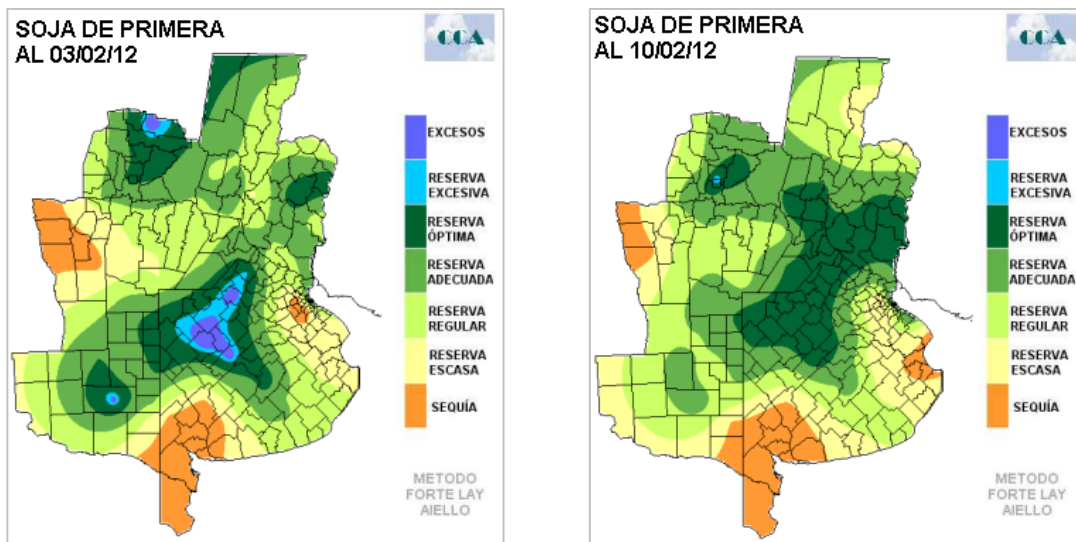 SOJA DE PRIMERA
AL 03/02/12
CCA
EXCESOS
RESERVA
EXCESIVA
RESERVA
ÓPTIMA
RESERVA
ADECUADA
RESERVA
REGULAR
RESERVA
ESCASA
SEQUÍA
METODO
FORTE LAY
AIELLO
SOJA DE PRIMERA
AL 10/02/12
CCA
EXCESOS
RESERVA
EXCESIVA
RESERVA
ÓPTIMA
RESERVA
ADECUADA
RESERVA
REGULAR
RESERVA
ESCASA
SEQUÍA
METODO
FORTE LAY
AIELLO